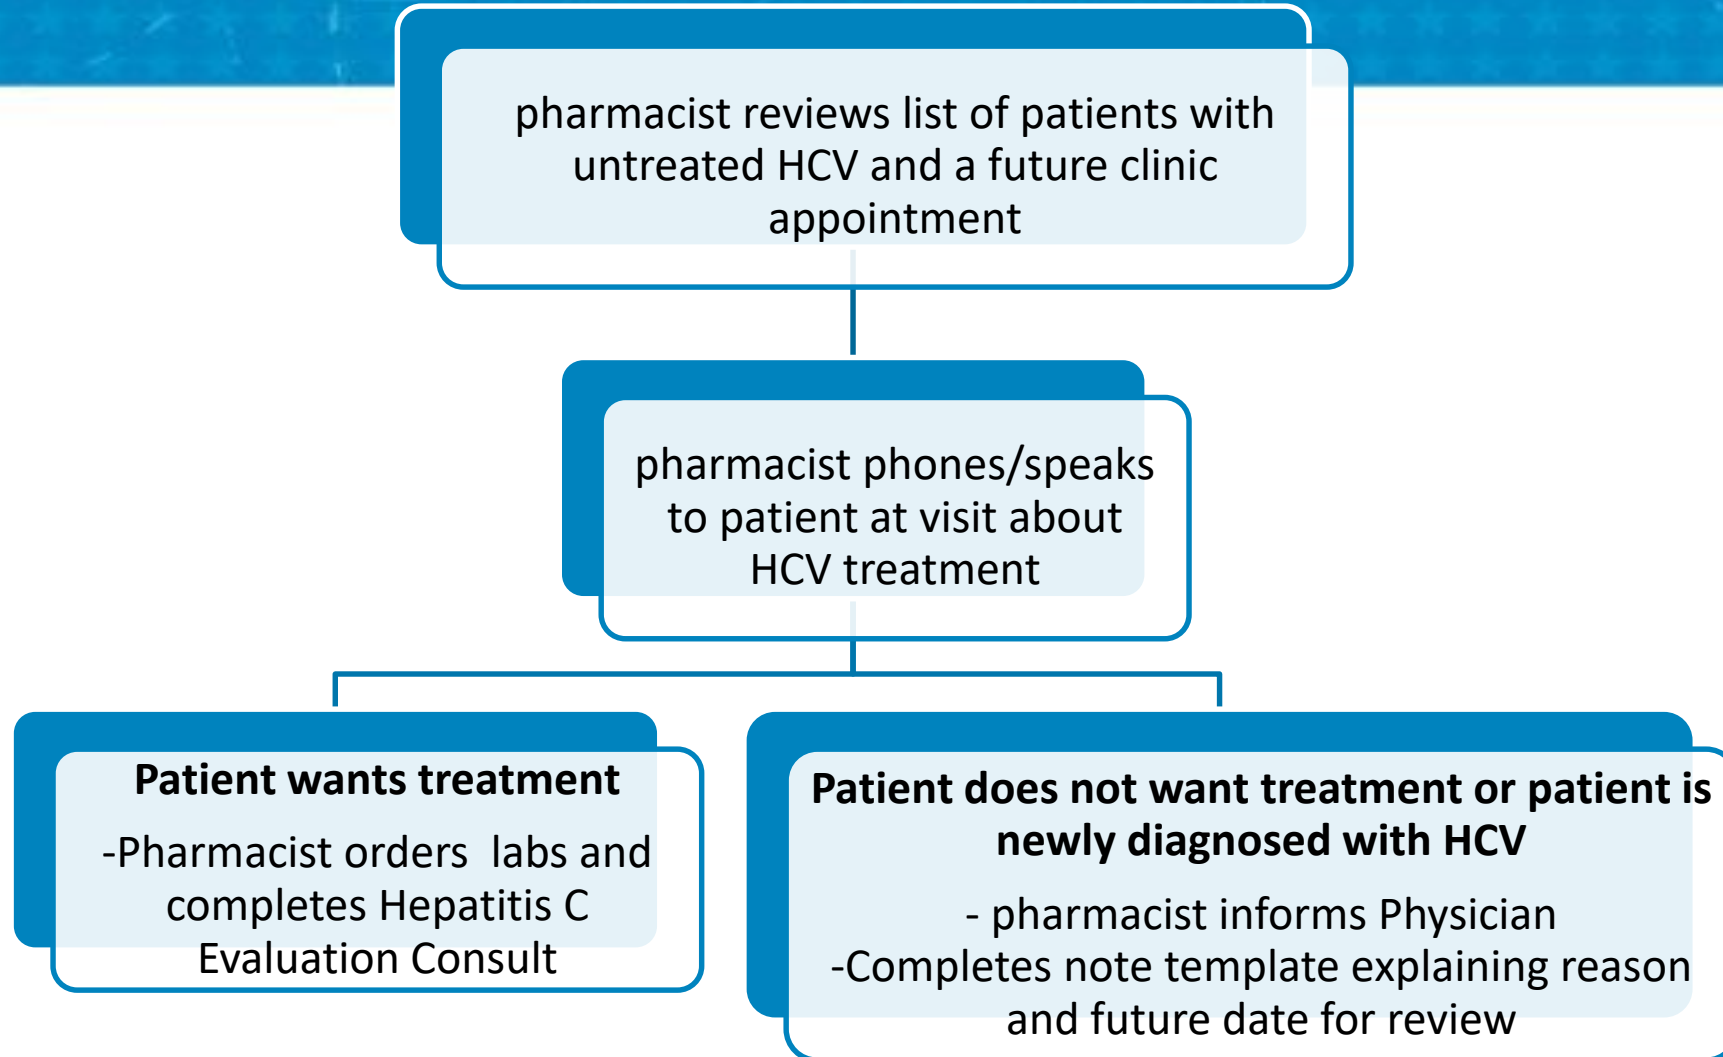 pharmacist reviews list of patients with
untreated HCV and a future clinic
appointment
pharmacist phones/speaks
to patient at visit about
HCV treatment
Patient wants treatment
-Pharmacist orders labs and
completes Hepatitis C
Evaluation Consult
Patient does not want treatment or patient is
newly diagnosed with HCV
- pharmacist informs Physician
-Completes note template explaining reason
and future date for review